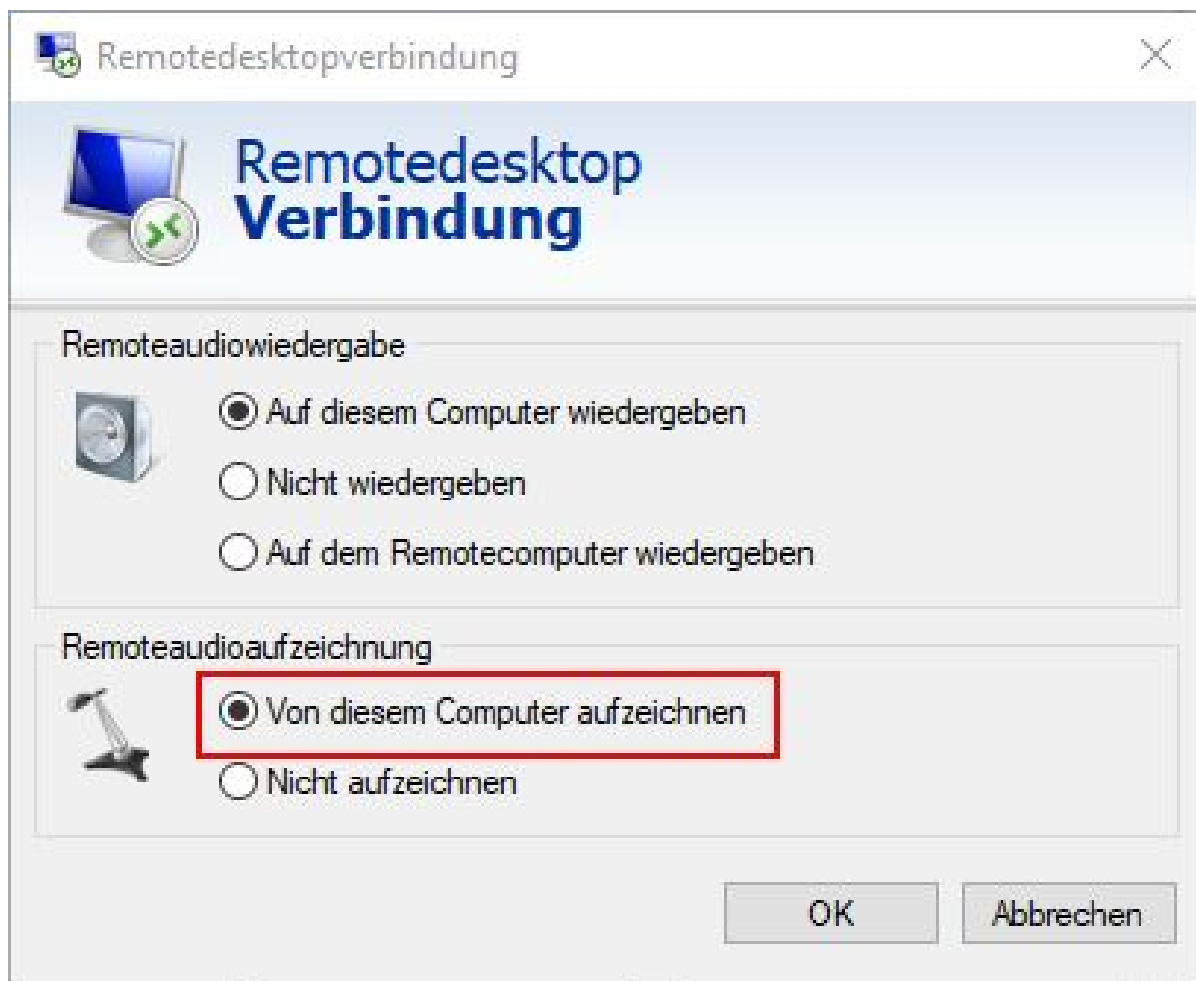 Remotedesktopverbindung
Remotedesktop
Verbindung
Remoteaudiowiedergabe
Auf diesem Computer wiedergeben
Nicht wiedergeben
Auf dem Remotecomputer wiedergeben
Remoteaudioaufzeichnung
Von diesem Computer aufzeichnen
Nicht aufzeichnen
OK Abbrechen